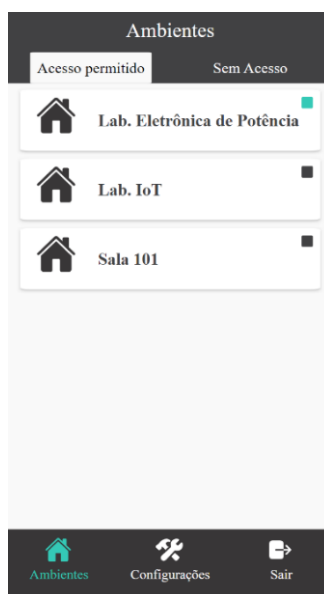 Ambientes
Acesso permitido Sem Acesso
Lab. Eletrônica de Potência
Lab. IoT
Sala 101
Ambientes Configurações Sair